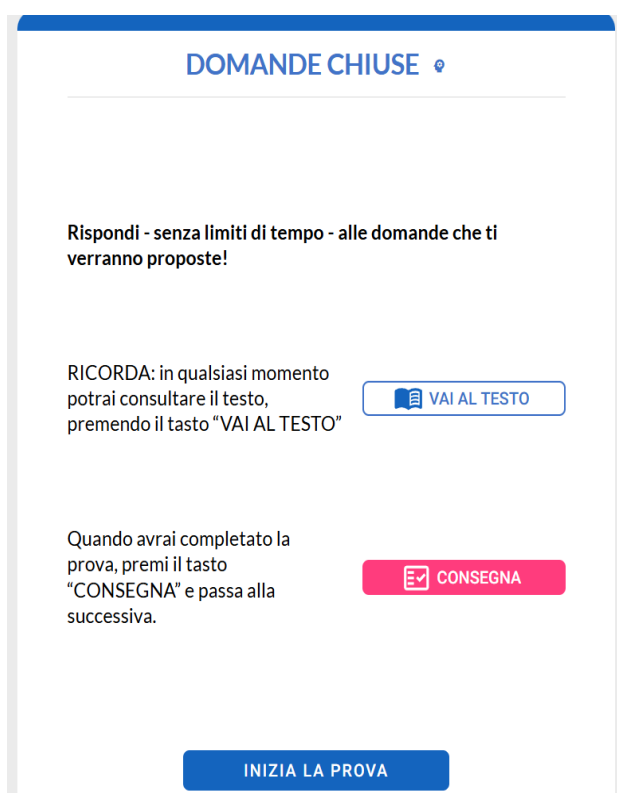 DOMANDE CHIUSE
Rispondi - senza limiti di tempo - alle domande che ti
verranno proposte!
RICORDA: in qualsiasi momento
potrai consultare il testo,
premendo il tasto “VAI AL TESTO”
VAI AL TESTO
Quando avrai completato la
prova, premi il tasto
“CONSEGNA” e passa alla
successiva.
CONSEGNA
INIZIA LA PROVA